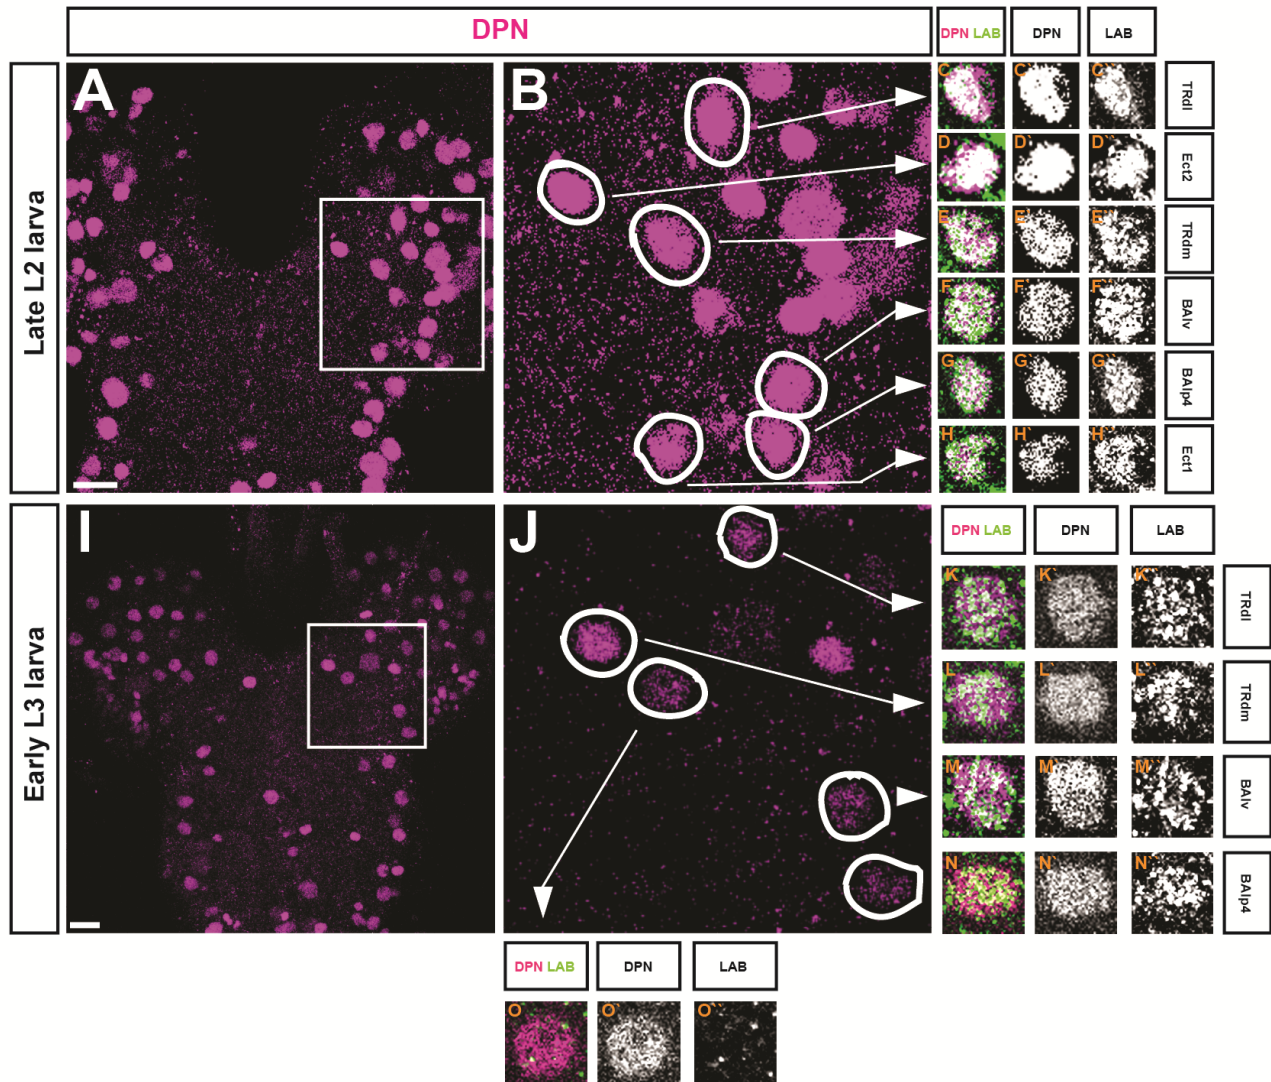 DPN
DPN LAB
DPN
LAB
Late L2 larva
A
B
C
C`
C``
TRdl
D
D`
D``
Ect2
E
E`
E``
TRdm
F
F`
F``
BAlv
G
G`
G``
BAlp4
H
H`
H``
Ect1
Early L3 larva
I
J
DPN LAB
DPN
LAB
K
K`
K``
TRdl
L
L`
L``
TRdm
M
M`
M``
BAlv
N
N`
N``
BAlp4
DPN LAB
DPN
LAB
O
O`
O``